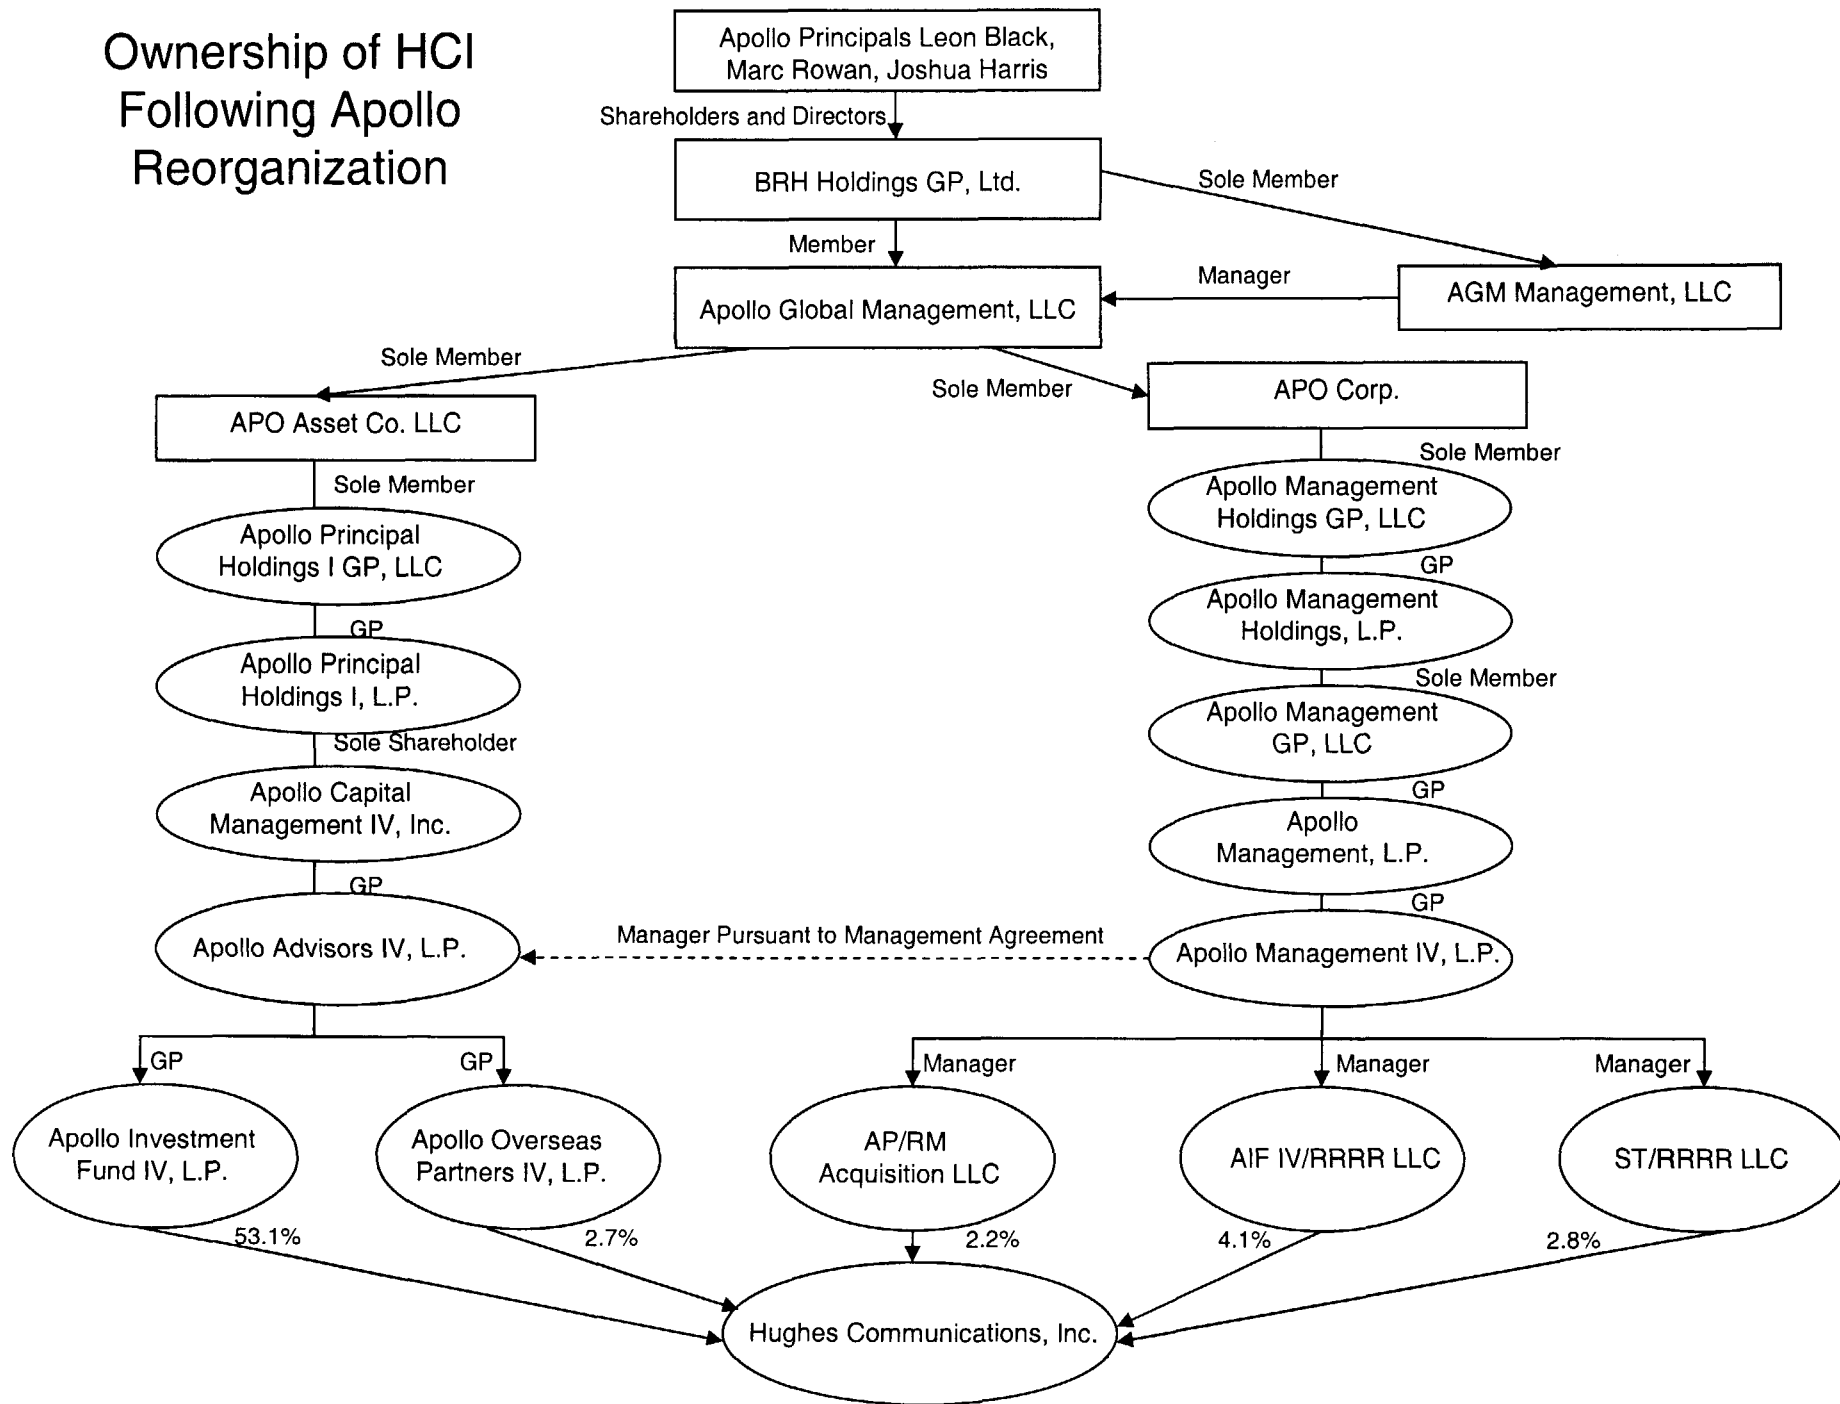 Ownership of HCI
Following Apollo
Reorganization
Apollo Principals Leon Black,
Marc Rowan, Joshua Harris
Shareholders and Directors
BRH Holdings GP, Ltd.
Sole Member
Member
Manager
AGM Management, LLC
Apollo Global Management, LLC
Sole Member
Sole Member
APO Asset Co. LLC
APO Corp.
Sole Member
Apollo Principal
Holdings I GP, LLC
GP
Apollo Principal
Holdings I, L.P.
Sole Shareholder
Apollo Capital
Management IV, Inc.
GP
Apollo Advisors IV, L.P.
Sole Member
Apollo Management
Holdings GP, LLC
GP
Apollo Management
Holdings, L.P.
Sole Member
Apollo Management
GP, LLC
GP
Apollo
Management, L.P.
GP
Manager Pursuant to Management Agreement
Apollo Management IV, L.P.
GP
GP
Manager
Manager
Manager
Apollo Investment
Fund IV, L.P.
Apollo Overseas
Partners IV, L.P.
AP/RM
Acquisition LLC
AIF IV/RRRR LLC
ST/RRRR LLC
53.1%
2.7%
2.2%
4.1%
2.8%
Hughes Communications, Inc.